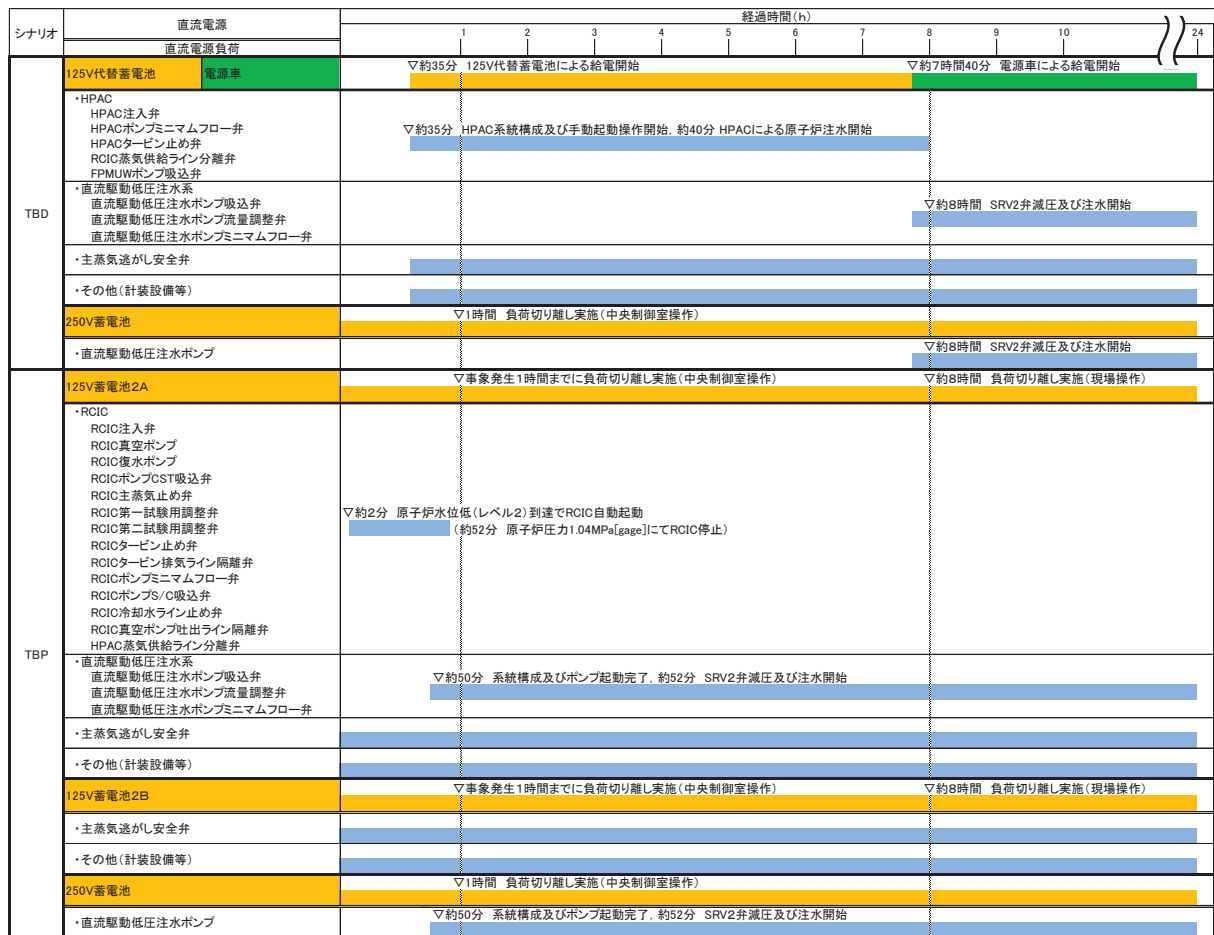 シナリオ
直流電源
直流電源負荷
経過時間(h)
1 2 3 4 5 6 7 8 9 10 24
TBD
125V代替蓄電池 電源車
▽約35分 125V代替蓄電池による給電開始
▽約7時間40分 電源車による給電開始
・HPAC
HPAC注入弁
HPACポンプミニマムフロー弁
HPACタービン止め弁
RCIC蒸気供給ライン分離弁
FPMUWポンプ吸込弁
▽約35分 HPAC系統構成及び手動起動操作開始，約40分 HPACによる原子炉注水開始
・直流駆動低圧注水系
直流駆動低圧注水ポンプ吸込弁
直流駆動低圧注水ポンプ流量調整弁
直流駆動低圧注水ポンプミニマムフロー弁
▽約8時間 SRV2弁減圧及び注水開始
・主蒸気逃がし安全弁
・その他(計装設備等)
250V蓄電池
▽1時間 負荷切り離し実施(中央制御室操作)
・直流駆動低圧注水ポンプ
▽約8時間 SRV2弁減圧及び注水開始
TBP
125V蓄電池2A
▽事象発生1時間までに負荷切り離し実施(中央制御室操作)
▽約8時間 負荷切り離し実施(現場操作)
・RCIC
RCIC注入弁
RCIC真空ポンプ
RCIC復水ポンプ
RCICポンプCST吸込弁
RCIC主蒸気止め弁
RCIC第一試験用調整弁
RCIC第二試験用調整弁
RCICタービン止め弁
RCICタービン排気ライン隔離弁
RCICポンプミニマムフロー弁
RCICポンプS/C吸込弁
RCIC冷却水ライン止め弁
RCIC真空ポンプ吐出ライン隔離弁
HPAC蒸気供給ライン分離弁
▽約2分 原子炉水位低(レベル2)到達でRCIC自動起動
(約52分 原子炉圧力1.04MPa[gage]にてRCIC停止)
・直流駆動低圧注水系
直流駆動低圧注水ポンプ吸込弁
直流駆動低圧注水ポンプ流量調整弁
直流駆動低圧注水ポンプミニマムフロー弁
▽約50分 系統構成及びポンプ起動完了，約52分 SRV2弁減圧及び注水開始
・主蒸気逃がし安全弁
・その他(計装設備等)
125V蓄電池2B
▽事象発生1時間までに負荷切り離し実施(中央制御室操作)
▽約8時間 負荷切り離し実施(現場操作)
・主蒸気逃がし安全弁
・その他(計装設備等)
250V蓄電池
▽1時間 負荷切り離し実施(中央制御室操作)
・直流駆動低圧注水ポンプ
▽約50分 系統構成及びポンプ起動完了，約52分 SRV2弁減圧及び注水開始